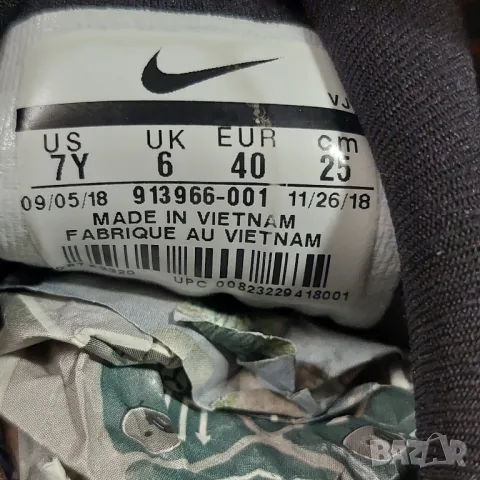 VJ
US UK EUR cm
7Y 6 40 25
09/05/18 913966-001 11/26/18
MADE IN VIETNAM
FABRIQUE AU VIETNAM
UPC 00823229418001
BAZAR